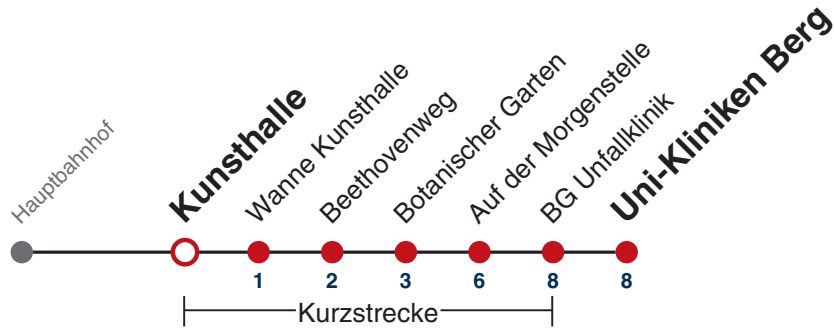 Hauptbahnhof
Kunsthalle
Wanne Kunsthalle
Beethovenweg
Botanischer Garten
Auf der Morgenstelle
BG Unfallklinik
Uni-Kliniken Berg
1 2 3 6 8 8
Kurzstrecke